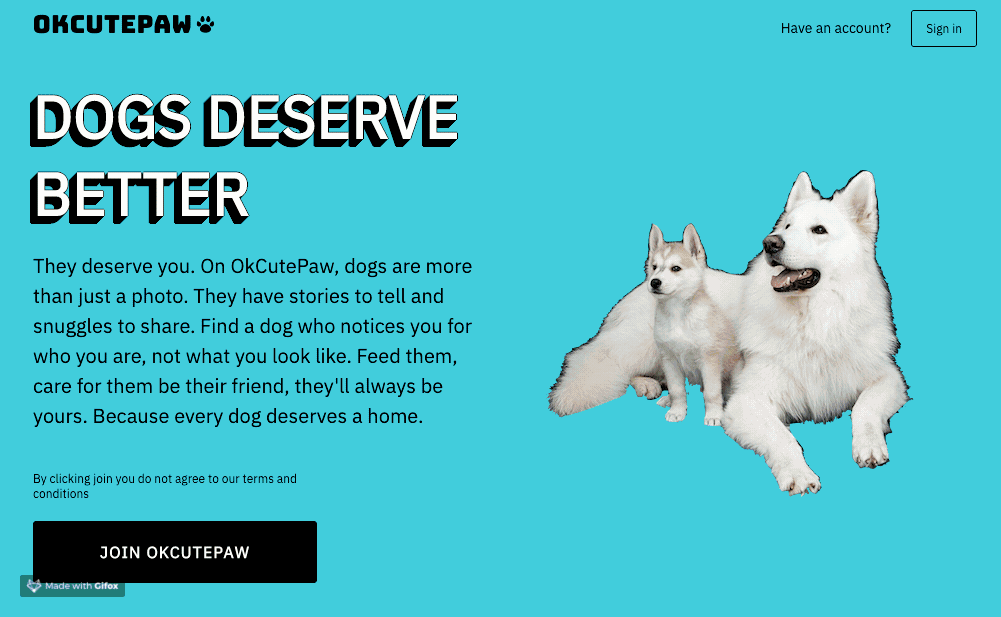 OKCUTEPAW
Have an account?
Sign in
DOGS DESERVE
BETTER
They deserve you. On OkCutePaw, dogs are more
than just a photo. They have stories to tell and
snuggles to share. Find a dog who notices you for
who you are, not what you look like. Feed them,
care for them be their friend, they'll always be
yours. Because every dog deserves a home.
By clicking join you do not agree to our terms and
conditions
JOIN OKCUTEPAW
Made with Gifox